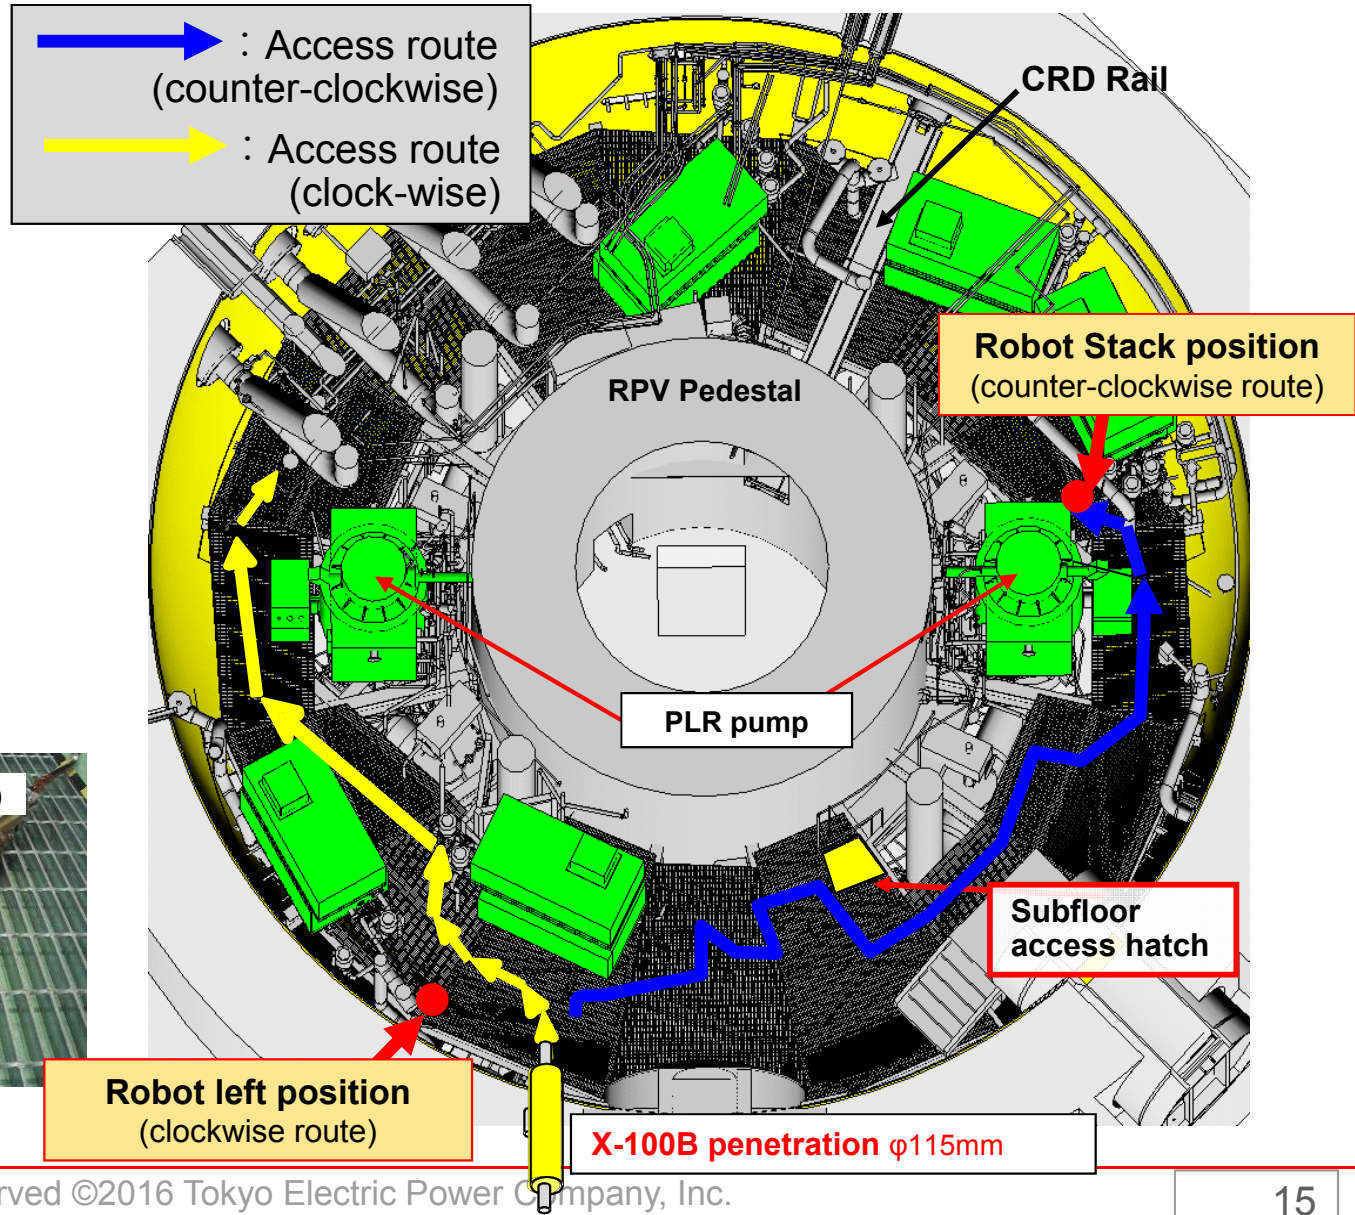 : Access route
(counter-clockwise)
: Access route
(clock-wise)
CRD Rail
Robot Stack position
(counter-clockwise route)
RPV Pedestal
PLR pump
Subfloor
access hatch
Robot left position
(clockwise route)
X-100B penetration φ115mm
©2016 Tokyo Electric Power Company, Inc.
15